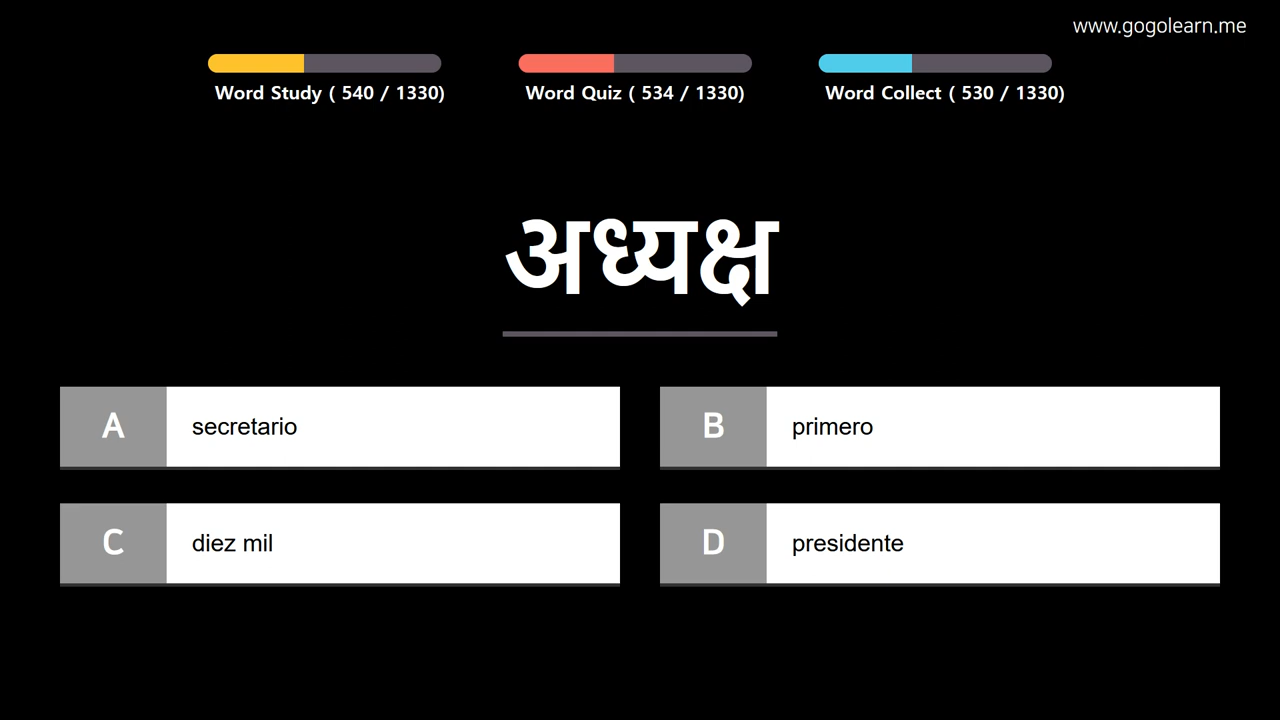 www.gogolearn.me
Word Study ( 540 / 1330)
Word Quiz ( 534 / 1330)
Word Collect ( 530 / 1330)
अध्यक्ष
A secretario
B primero
C diez mil
D presidente